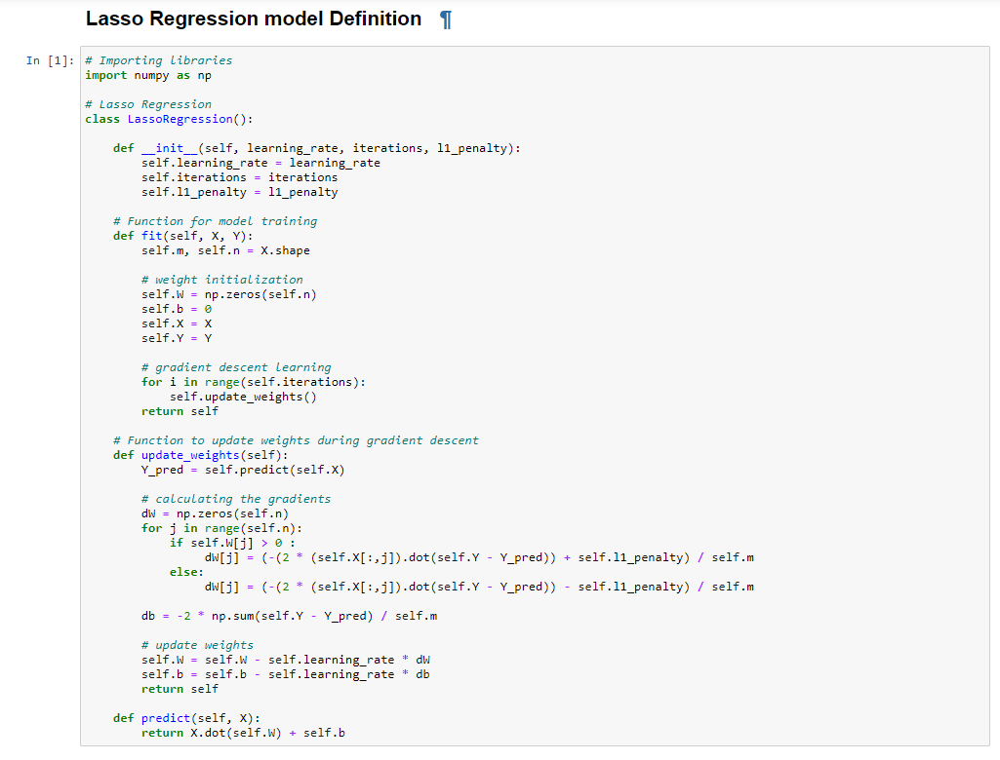 Lasso Regression model Definition ¶
In [1]: # Importing libraries
import numpy as np

# Lasso Regression
class LassoRegression():

    def __init__(self, learning_rate, iterations, l1_penalty):
        self.learning_rate = learning_rate
        self.iterations = iterations
        self.l1_penalty = l1_penalty

    # Function for model training
    def fit(self, X, Y):
        self.m, self.n = X.shape

        # weight initialization
        self.W = np.zeros(self.n)
        self.b = 0
        self.X = X
        self.Y = Y

        # gradient descent learning
        for i in range(self.iterations):
            self.update_weights()
        return self

    # Function to update weights during gradient descent
    def update_weights(self):
        Y_pred = self.predict(self.X)

        # calculating the gradients
        dW = np.zeros(self.n)
        for j in range(self.n):
            if self.W[j] > 0 :
                 dW[j] = (-(2 * (self.X[:,j]).dot(self.Y - Y_pred)) + self.l1_penalty) / self.m
            else:
                 dW[j] = (-(2 * (self.X[:,j]).dot(self.Y - Y_pred)) - self.l1_penalty) / self.m

        db = -2 * np.sum(self.Y - Y_pred) / self.m

        # update weights
        self.W = self.W - self.learning_rate * dW
        self.b = self.b - self.learning_rate * db
        return self

    def predict(self, X):
        return X.dot(self.W) + self.b